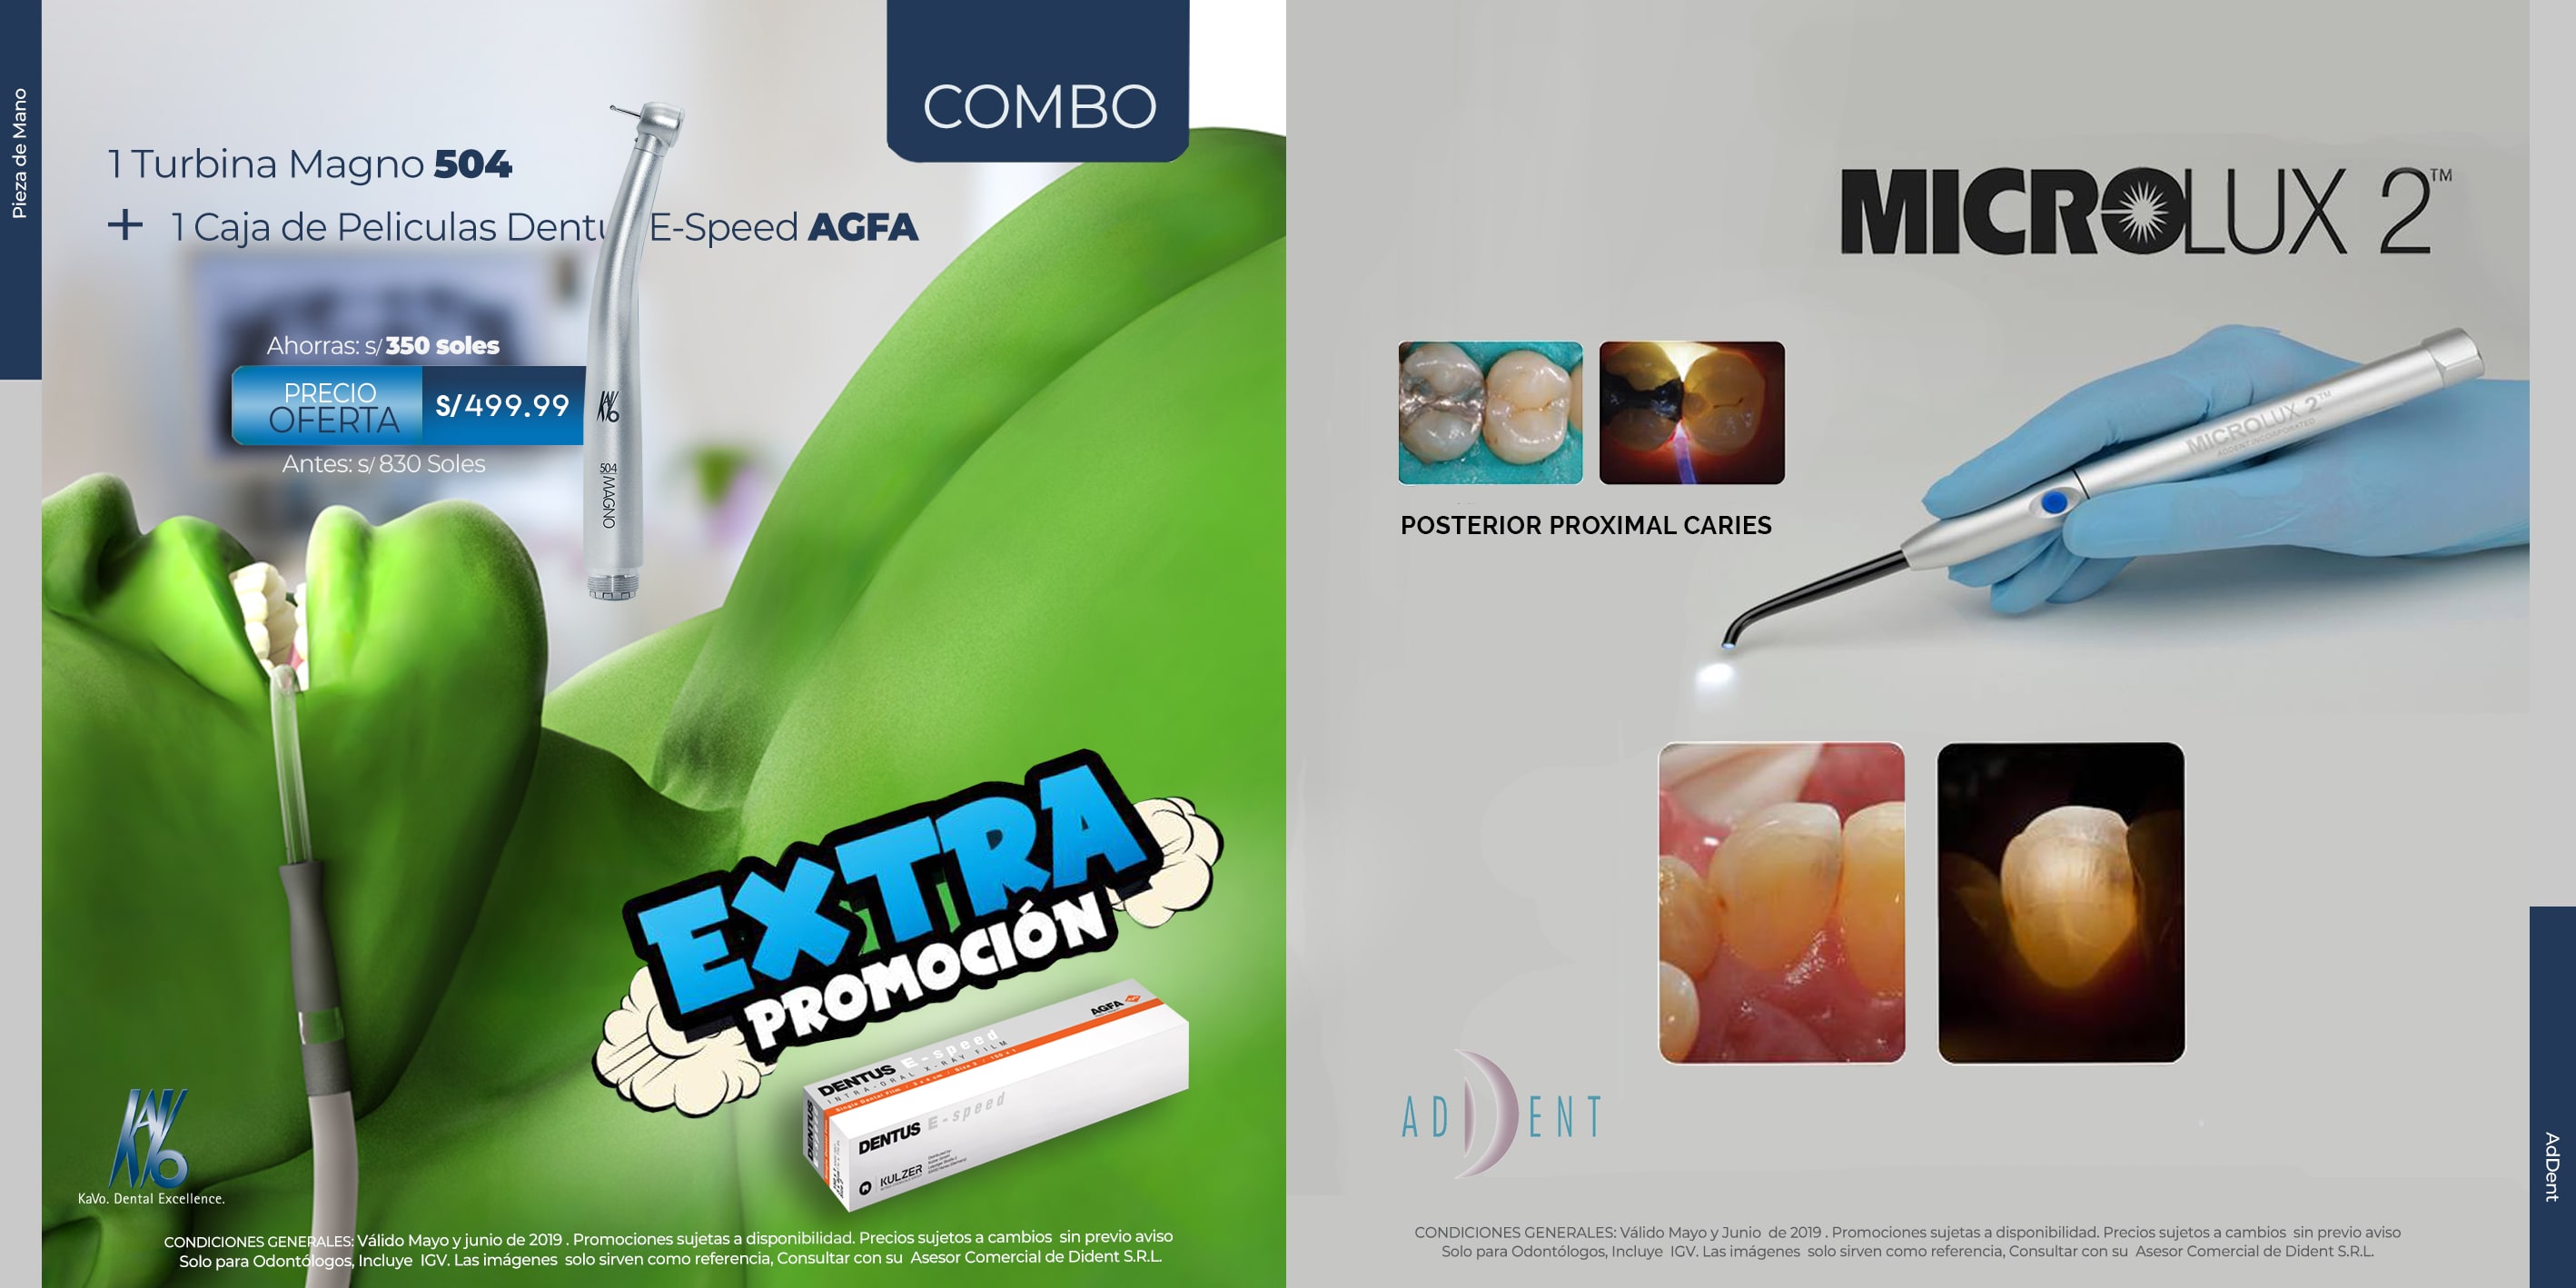 Pieza de Mano
COMBO
1 Turbina Magno 504
+ 1 Caja de Peliculas Dentu E-Speed AGFA
Ahorras: s/ 350 soles
PRECIO
OFERTA
S/499.99
Antes: s/ 830 Soles
KAVO
504
MAGNO
EXTRA
PROMOCIÓN
AGFA
DENTUS E-speed
INTRA-ORAL X-RAY FILM
DENTUS
DENTUS E-speed
KULZER
KAVO
KaVo. Dental Excellence.
CONDICIONES GENERALES: Válido Mayo y junio de 2019 . Promociones sujetas a disponibilidad. Precios sujetos a cambios sin previo aviso
Solo para Odontólogos, Incluye IGV. Las imágenes solo sirven como referencia, Consultar con su Asesor Comercial de Dident S.R.L.
MICROLUX 2™
MICROLUX 2™
ADDENT INCORPORATED
POSTERIOR PROXIMAL CARIES
ADDENT
AdDent
CONDICIONES GENERALES: Válido Mayo y Junio de 2019 . Promociones sujetas a disponibilidad. Precios sujetos a cambios sin previo aviso
Solo para Odontólogos, Incluye IGV. Las imágenes solo sirven como referencia, Consultar con su Asesor Comercial de Dident S.R.L.